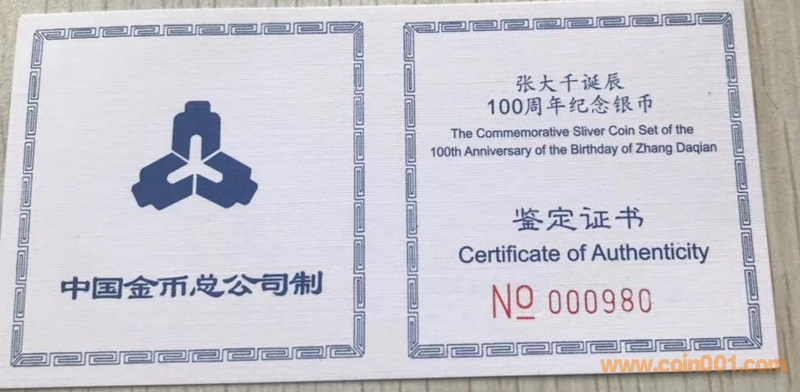 中国金币总公司制
张大千诞辰
100周年纪念银币
The Commemorative Sliver Coin Set of the
100th Anniversary of the Birthday of Zhang Daqian
鉴定证书
Certificate of Authenticity
No 000980
www.coin001.com